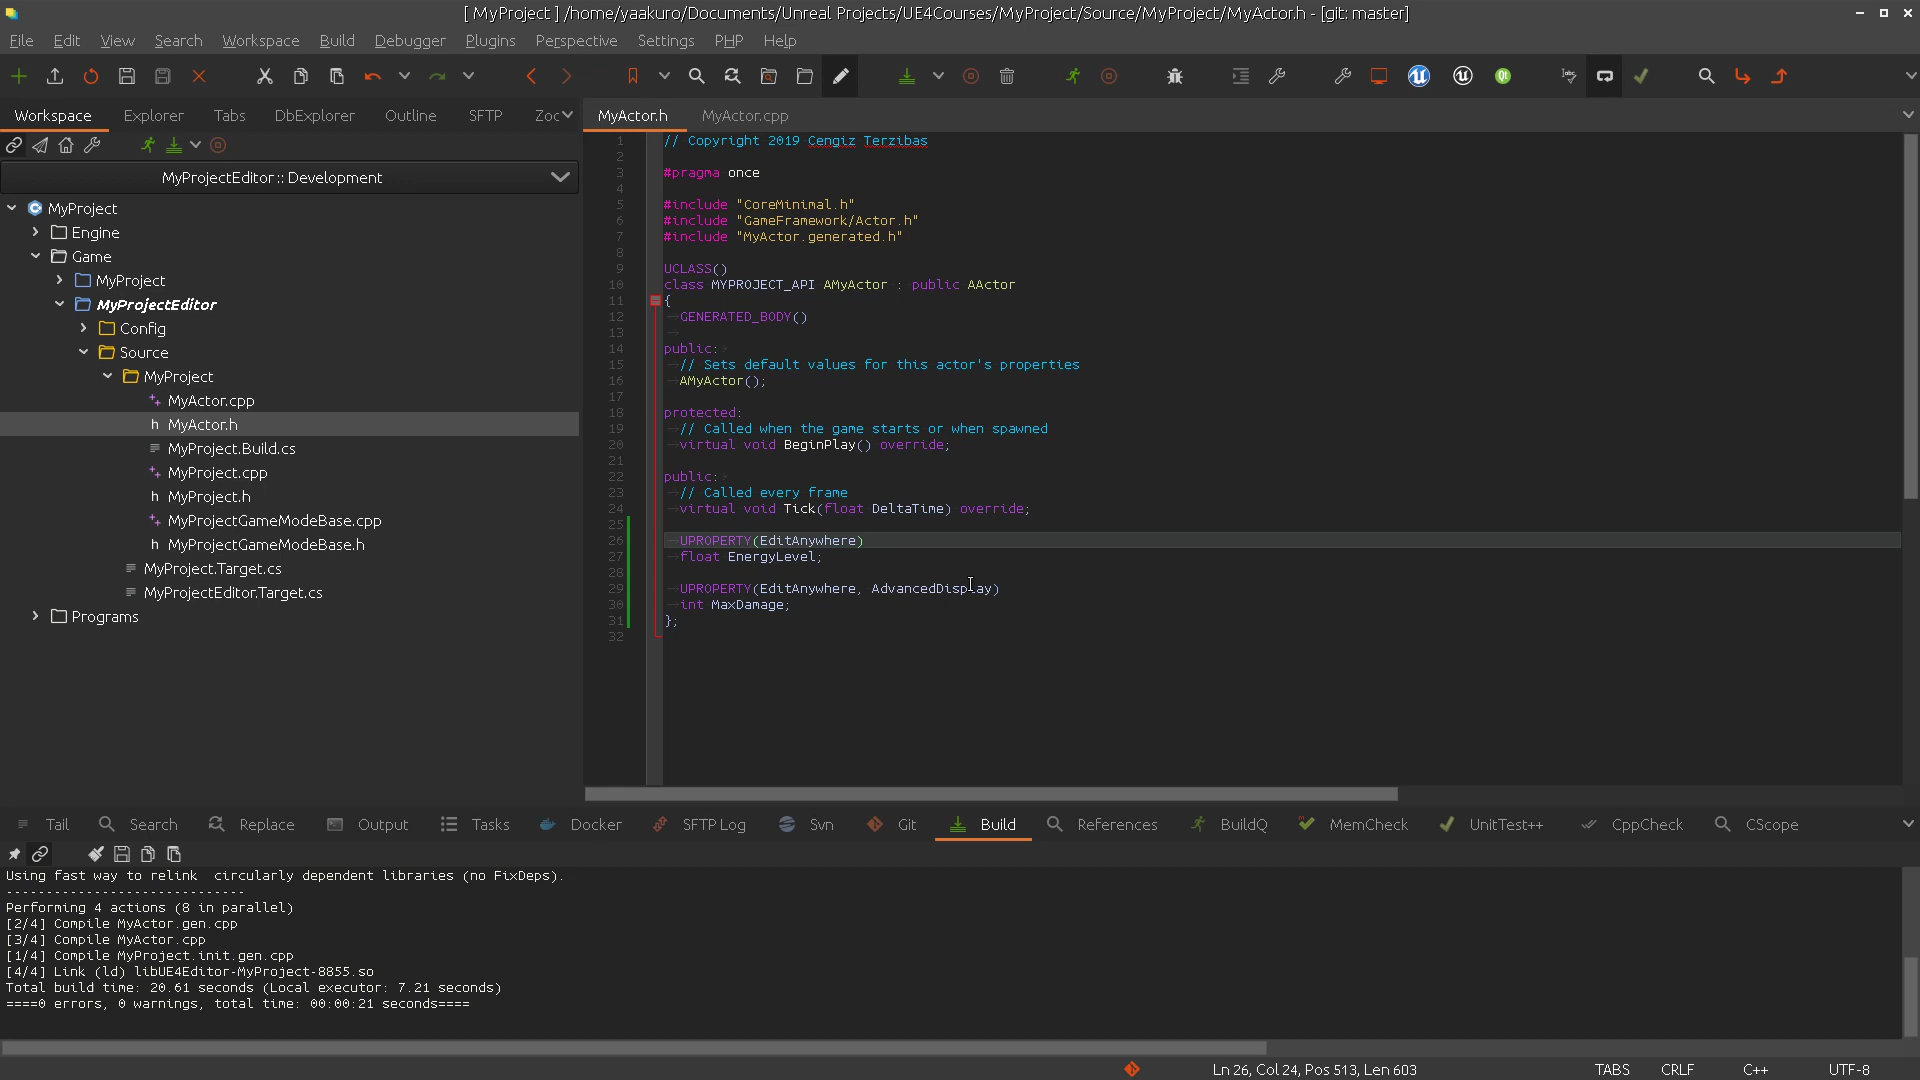 [ MyProject ] /home/yaakuro/Documents/Unreal Projects/UE4Courses/MyProject/Source/MyProject/MyActor.h - [git: master]
File Edit View Search Workspace Build Debugger Plugins Perspective Settings PHP Help
Workspace Explorer Tabs DbExplorer Outline SFTP Zoc
MyActor.h MyActor.cpp
MyProjectEditor :: Development
MyProject
Engine
Game
MyProject
MyProjectEditor
Config
Source
MyProject
MyActor.cpp
h MyActor.h
MyProject.Build.cs
MyProject.cpp
h MyProject.h
MyProjectGameModeBase.cpp
h MyProjectGameModeBase.h
MyProject.Target.cs
MyProjectEditor.Target.cs
Programs
1 // Copyright 2019 Cengiz Terzibas
2
3 #pragma once
4
5 #include "CoreMinimal.h"
6 #include "GameFramework/Actor.h"
7 #include "MyActor.generated.h"
8
9 UCLASS()
10 class MYPROJECT_API AMyActor : public AActor
11 {
12 GENERATED_BODY()
13
14 public:
15 // Sets default values for this actor's properties
16 AMyActor();
17
18 protected:
19 // Called when the game starts or when spawned
20 virtual void BeginPlay() override;
21
22 public:
23 // Called every frame
24 virtual void Tick(float DeltaTime) override;
25
26 UPROPERTY(EditAnywhere)
27 float EnergyLevel;
28
29 UPROPERTY(EditAnywhere, AdvancedDisplay)
30 int MaxDamage;
31 };
32
Tail Search Replace Output Tasks Docker SFTP Log Svn Git Build References BuildQ MemCheck UnitTest++ CppCheck CScope
Using fast way to relink  circularly dependent libraries (no FixDeps).
------------------------------
Performing 4 actions (8 in parallel)
[2/4] Compile MyActor.gen.cpp
[3/4] Compile MyActor.cpp
[1/4] Compile MyProject.init.gen.cpp
[4/4] Link (ld) libUE4Editor-MyProject-8855.so
Total build time: 20.61 seconds (Local executor: 7.21 seconds)
====0 errors, 0 warnings, total time: 00:00:21 seconds====
Ln 26, Col 24, Pos 513, Len 603 TABS CRLF C++ UTF-8